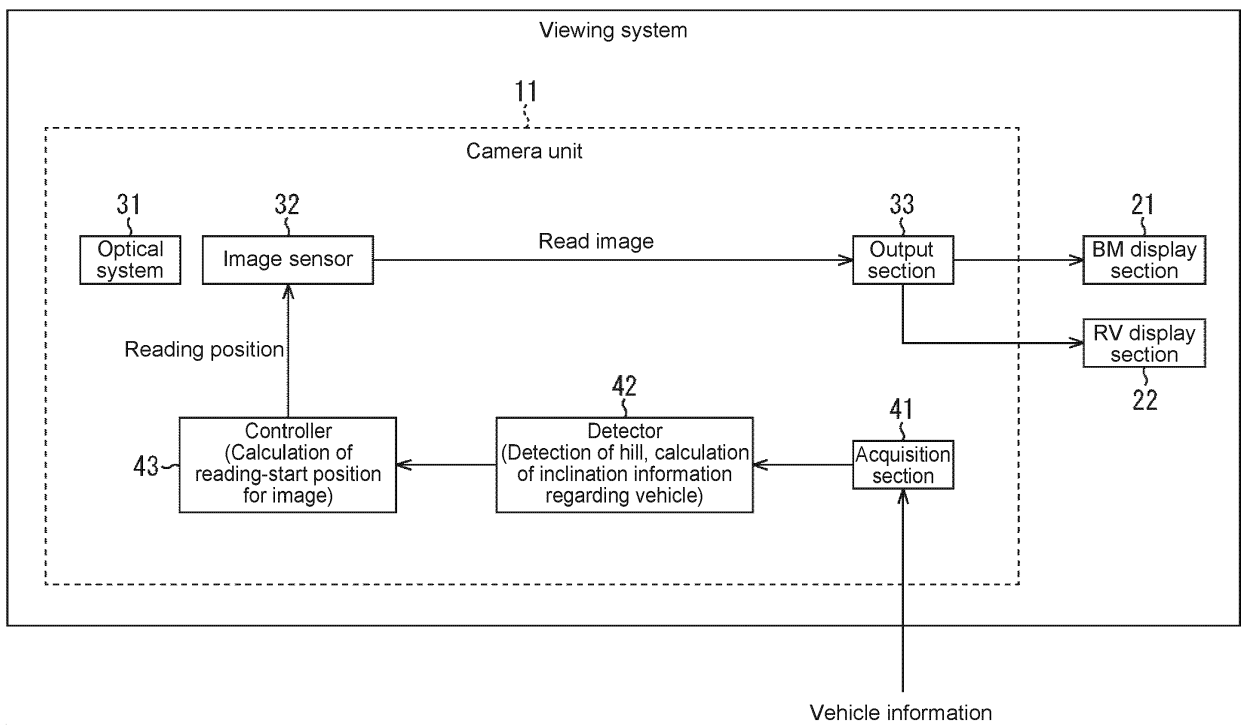 Viewing system
11
Camera unit
31
32
33
21
Optical
system
Image sensor
Read image
Output
section
BM display
section
Reading position
RV display
section
22
42
41
43
Controller
(Calculation of
reading-start position
for image)
Detector
(Detection of hill, calculation
of inclination information
regarding vehicle)
Acquisition
section
Vehicle information